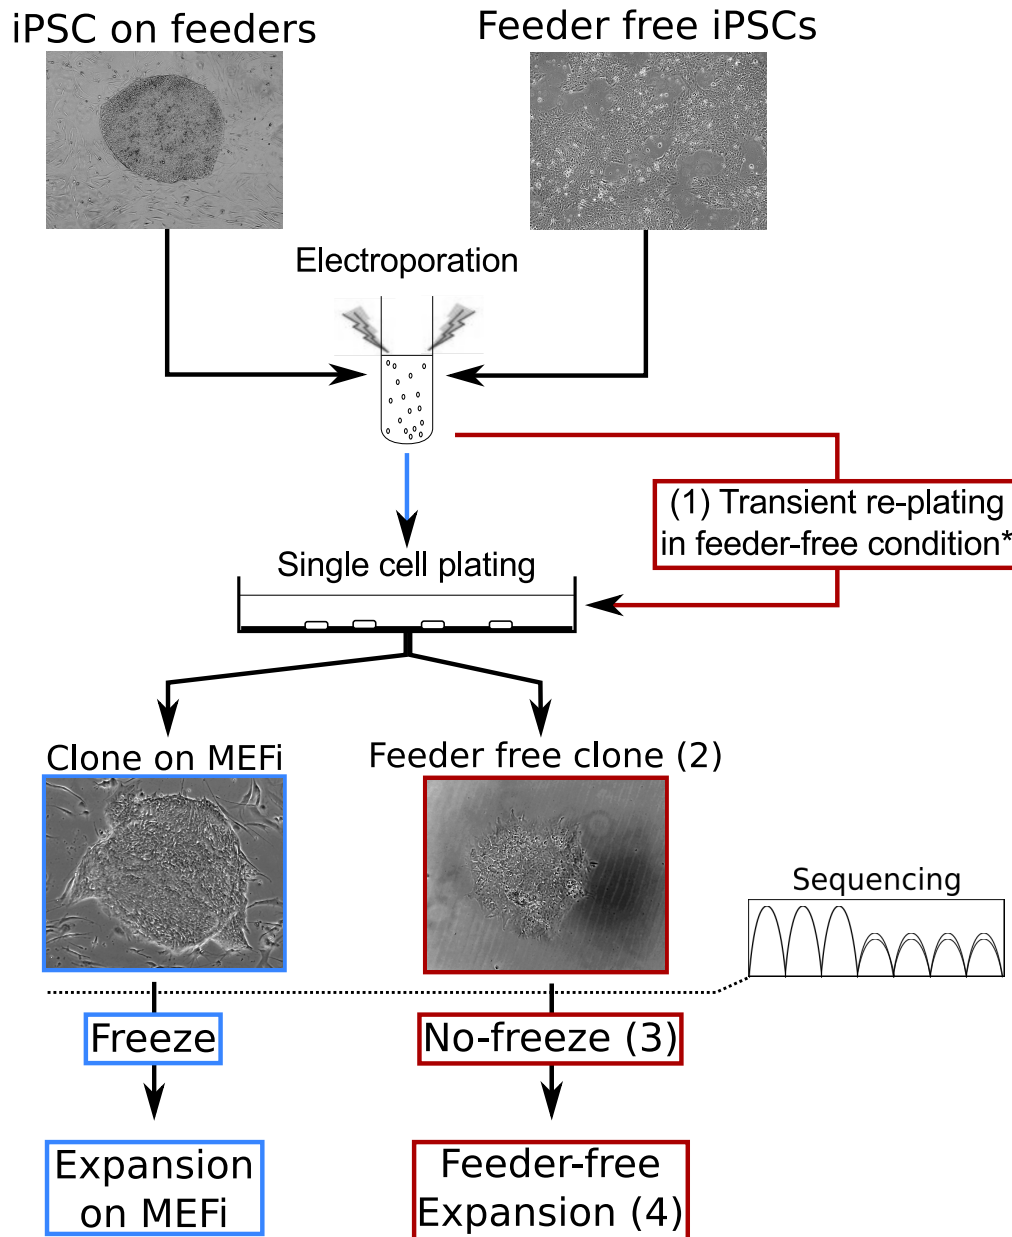 iPSC on feeders
Feeder free iPSCs
Electroporation
(1) Transient re-plating
in feeder-free condition*
Single cell plating
Clone on MEFi
Feeder free clone (2)
Sequencing
Freeze
No-freeze (3)
Expansion
on MEFi
Feeder-free
Expansion (4)